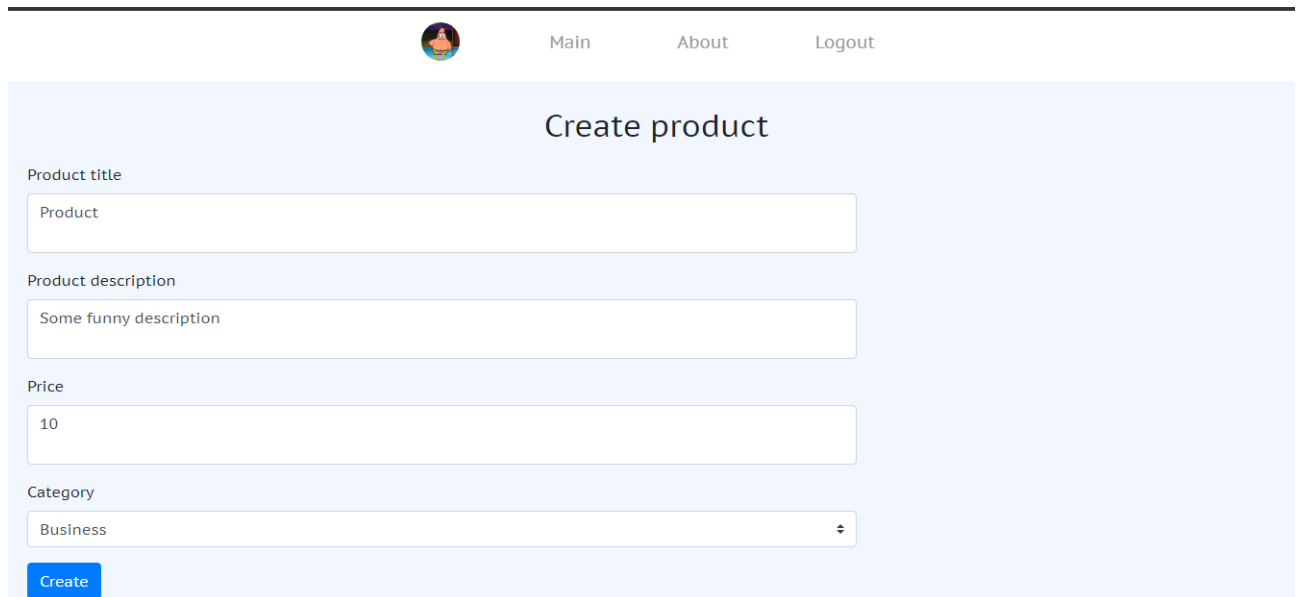 Main About Logout
Create product
Product title
Product
Product description
Some funny description
Price
10
Category
Business
Create